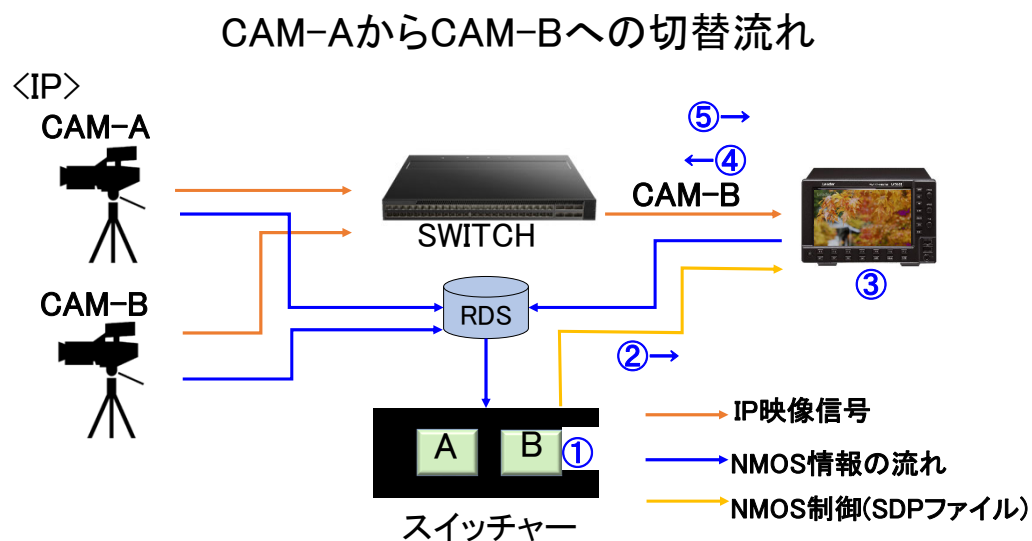 CAM-AからCAM-Bへの切替流れ
<IP>
CAM-A
⑤→
←④
CAM-B
SWITCH
③
CAM-B
RDS
②→
A
B
①
IP映像信号
NMOS情報の流れ
NMOS制御(SDPファイル)
スイッチャー